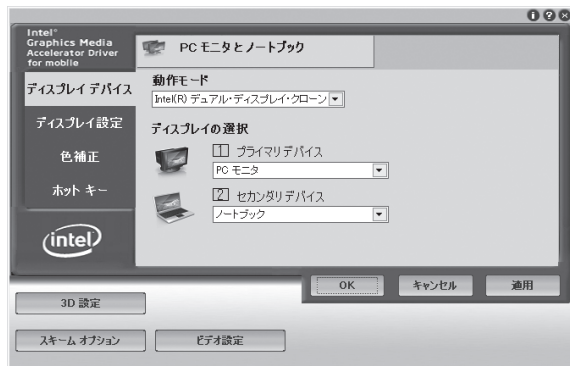 Intel®
Graphics Media
Accelerator Driver
for mobile
PC モニタとノートブック
ディスプレイ デバイス
ディスプレイ設定
色補正
ホット キー
intel
動作モード
Intel(R) デュアル・ディスプレイ・クローン
ディスプレイの選択
1 プライマリ デバイス
PC モニタ
2 セカンダリ デバイス
ノートブック
OK
キャンセル
適用
3D 設定
スキーム オプション
ビデオ設定